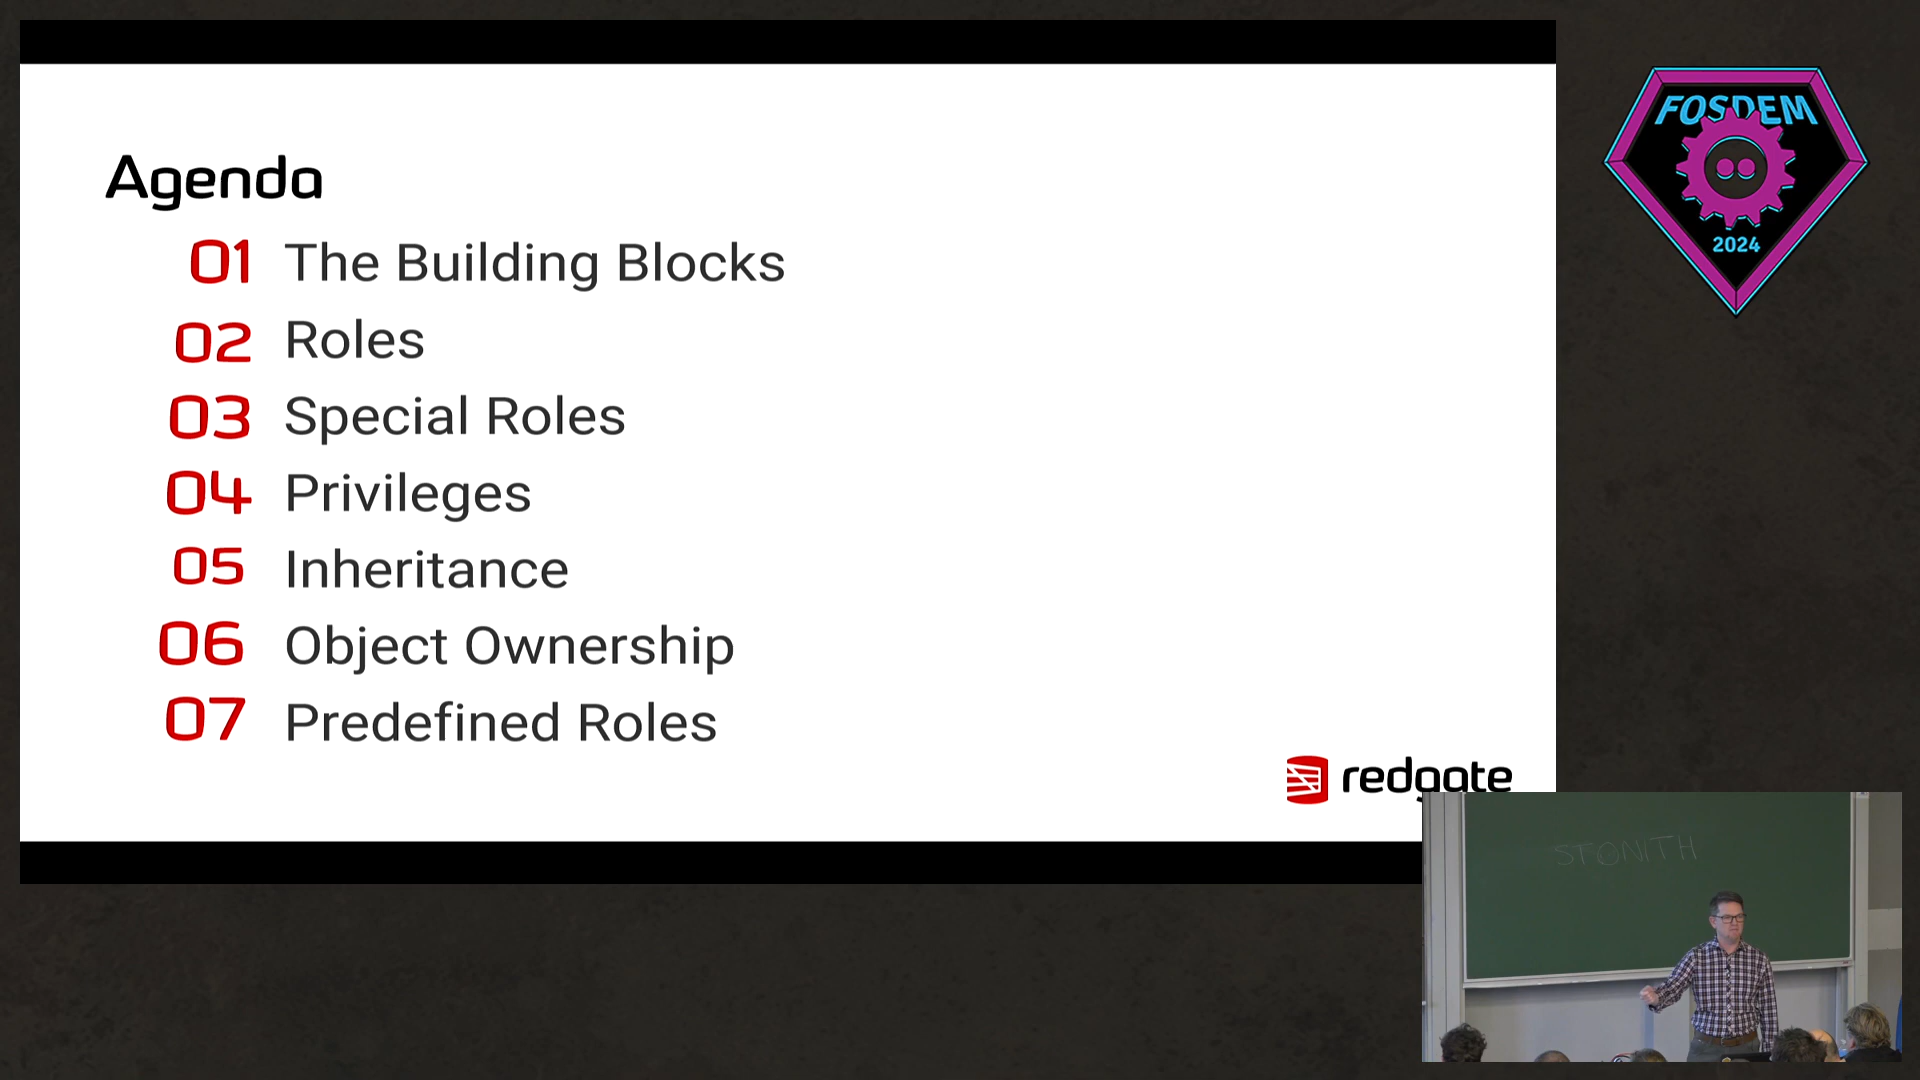 Agenda
01 The Building Blocks
02 Roles
03 Special Roles
04 Privileges
05 Inheritance
06 Object Ownership
07 Predefined Roles
redgate
FOSDEM
2024
STONITH